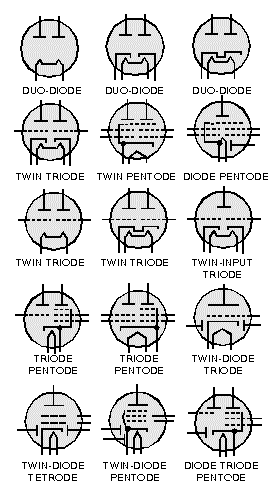 DUO-DIODE DUO-DIODE DUO-DIODE
TWIN TRIODE TWIN PENTODE DIODE PENTODE
TWIN TRIODE TWIN TRIODE TWIN-INPUT
TRIODE
TRIODE TRIODE TWIN-DIODE
PENTODE PENTODE TRIODE
TWIN-DIODE TWIN-DIODE DIODE TRIODE
TETRODE PENTODE PENTODE